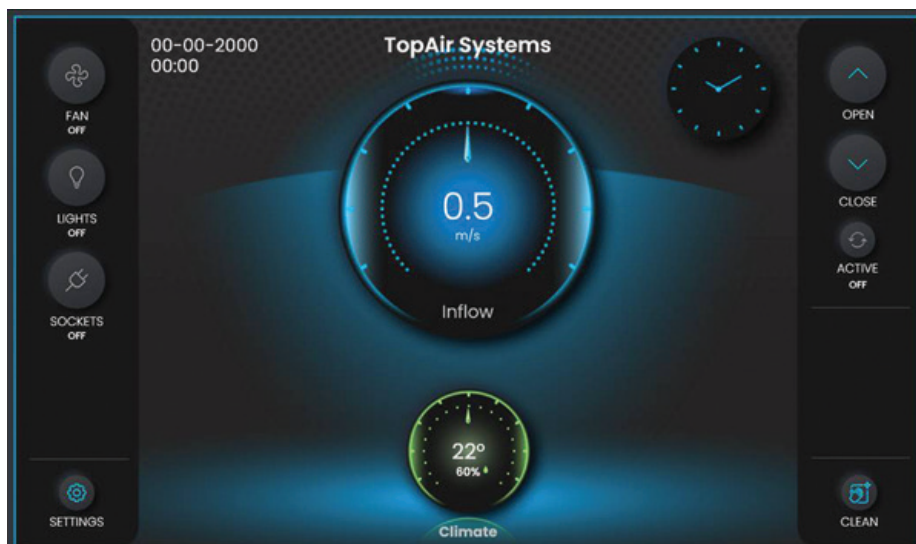 00-00-2000
00:00
TopAir Systems
FAN
OFF
LIGHTS
OFF
SOCKETS
OFF
SETTINGS
0.5
m/s
Inflow
22°
60%
Climate
OPEN
CLOSE
ACTIVE
OFF
CLEAN